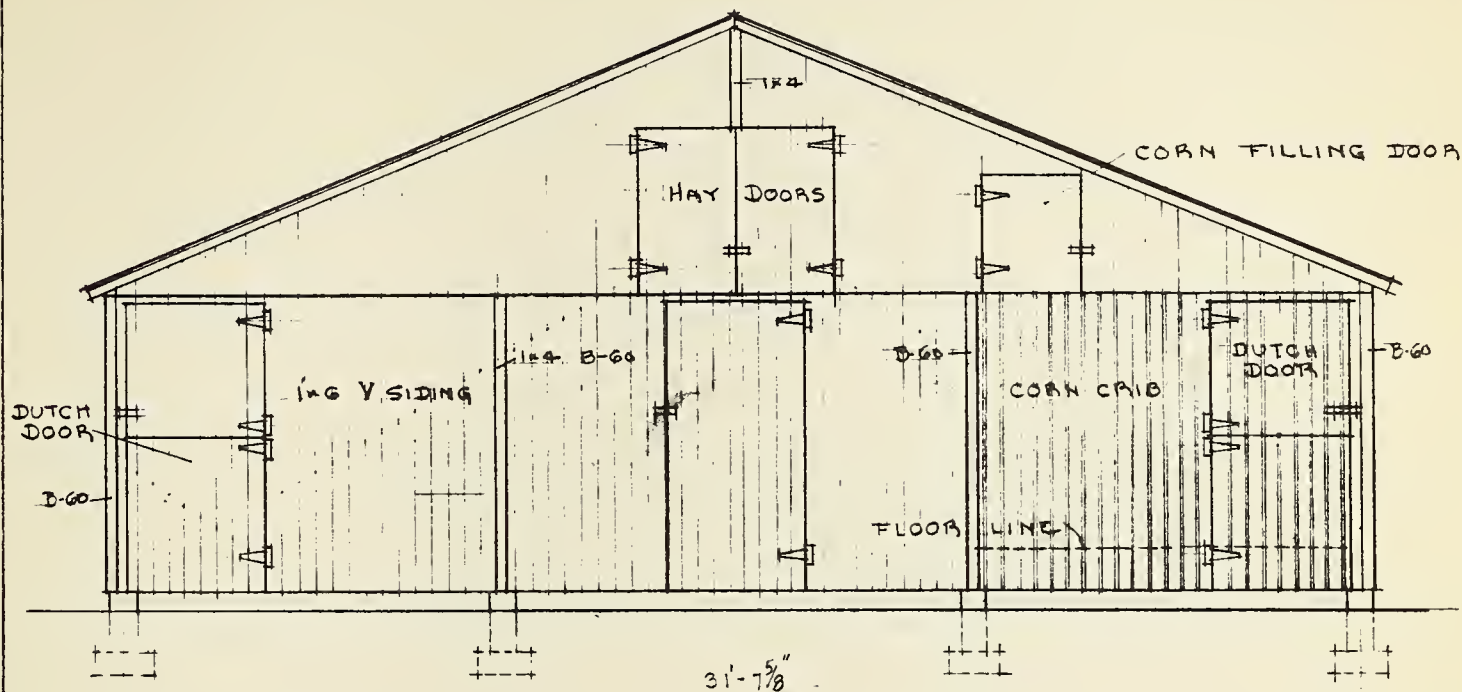 1x4
CORN FILLING DOOR
HAY DOORS
1x4 B-60
B-60
DUTCH
DOOR
B-60
1x6 V SIDING
CORN CRIB
DUTCH
DOOR
B-60
FLOOR LINE
31'-7 5/8"